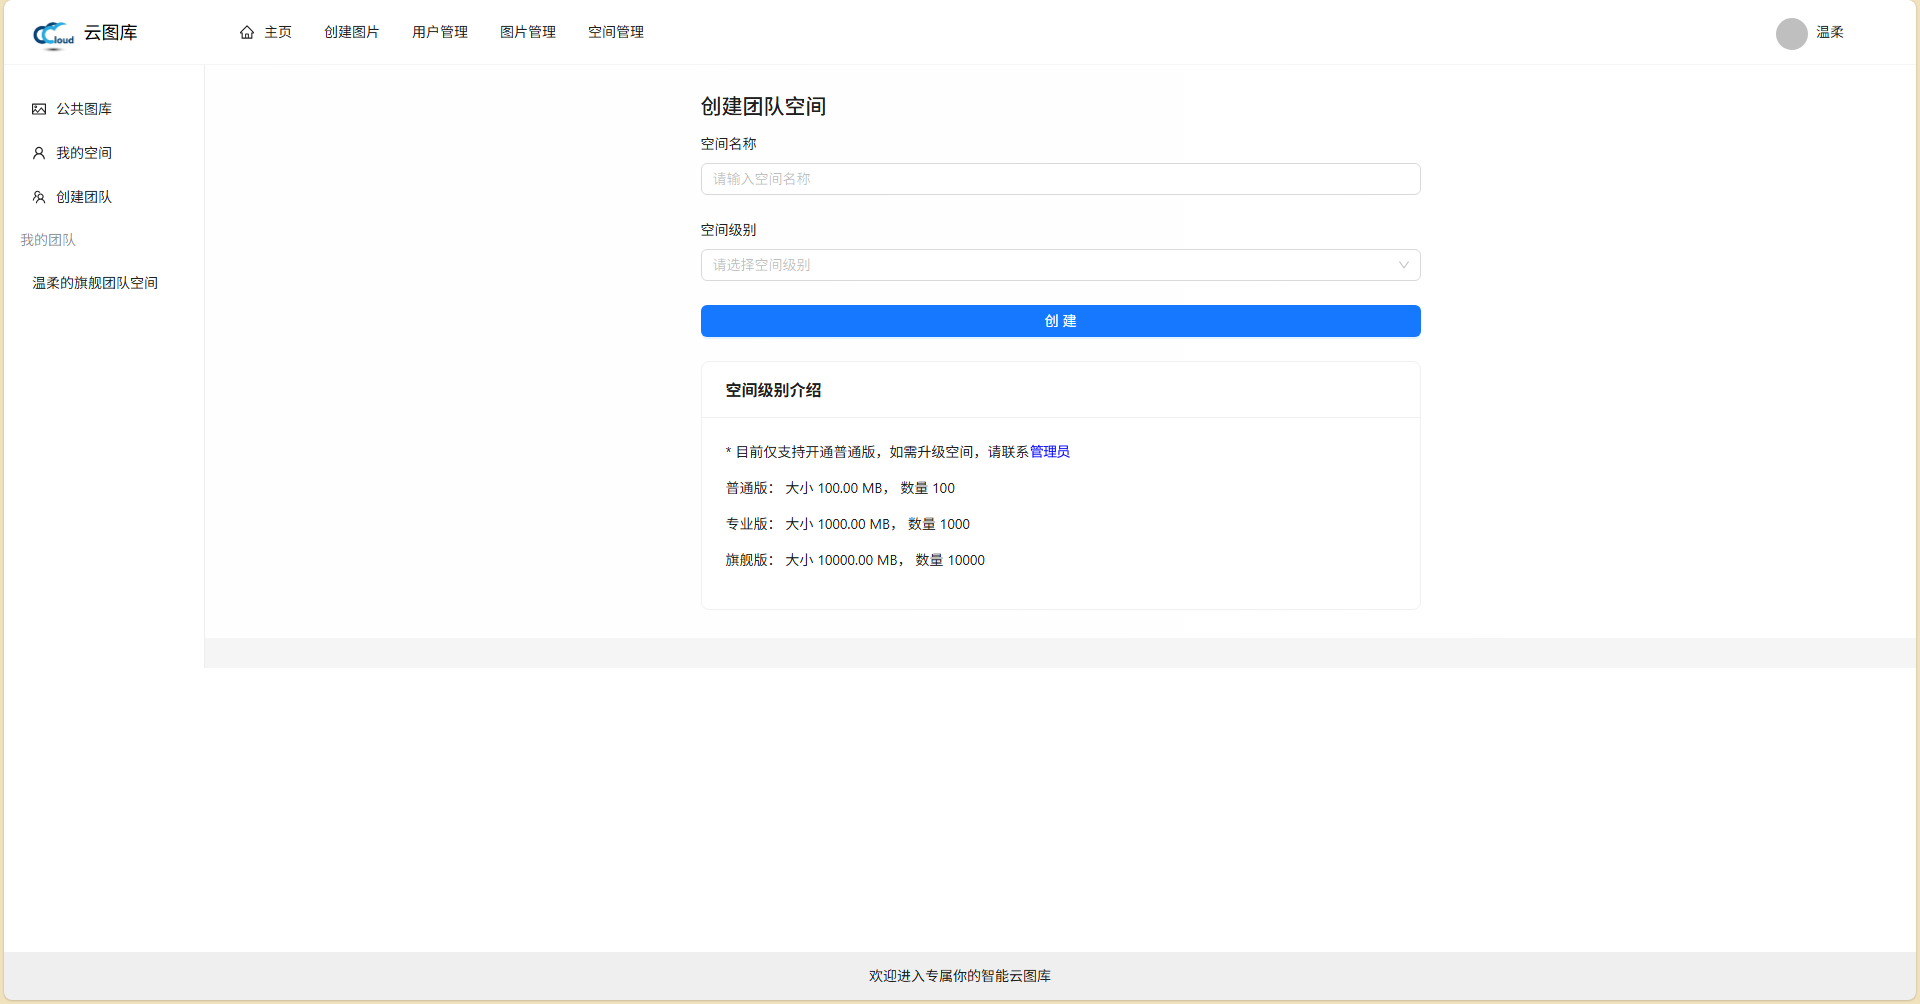 Cloud 云图库
主页 创建图片 用户管理 图片管理 空间管理
温柔
公共图库
我的空间
创建团队
我的团队
温柔的旗舰团队空间
创建团队空间
空间名称
请输入空间名称
空间级别
请选择空间级别
创 建
空间级别介绍
* 目前仅支持开通普通版，如需升级空间，请联系管理员
普通版： 大小 100.00 MB， 数量 100
专业版： 大小 1000.00 MB， 数量 1000
旗舰版： 大小 10000.00 MB， 数量 10000
欢迎进入专属你的智能云图库